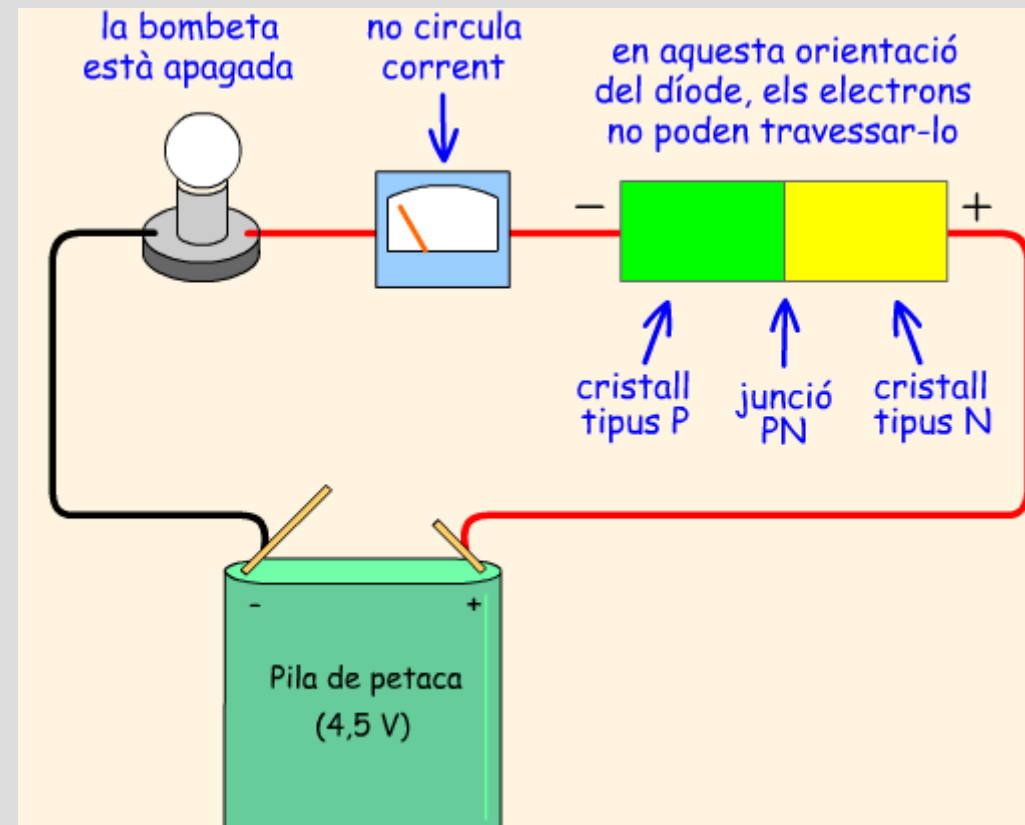 la bombeta
està apagada
no circula
corrent
en aquesta orientació
del díode, els electrons
no poden travessar-lo
− +
cristall
tipus P
junció
PN
cristall
tipus N
- +
Pila de petaca
(4,5 V)